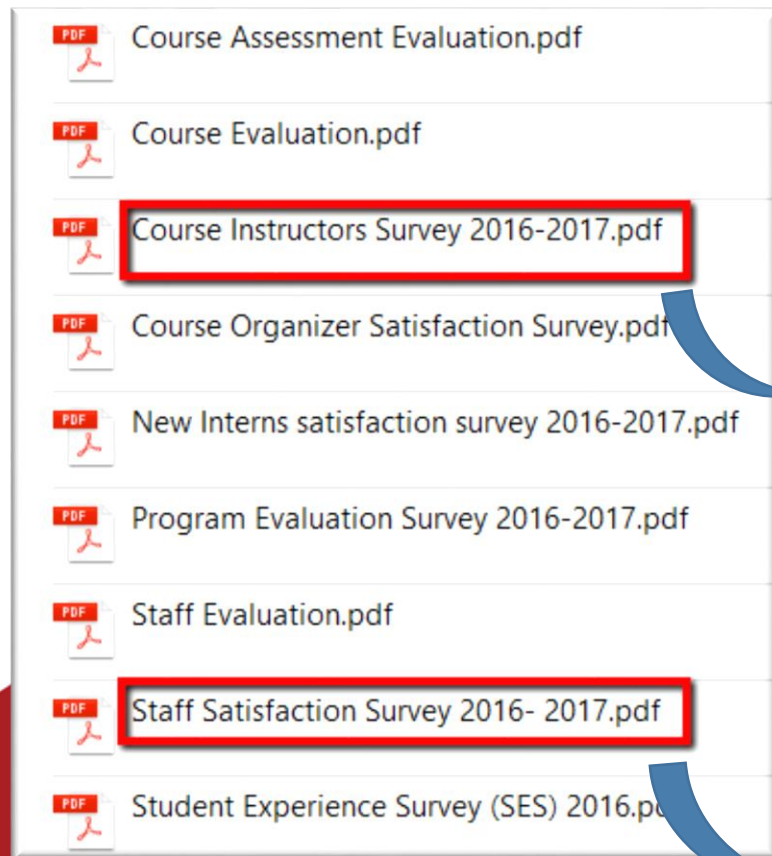 PDF Course Assessment Evaluation.pdf
PDF Course Evaluation.pdf
PDF Course Instructors Survey 2016-2017.pdf
PDF Course Organizer Satisfaction Survey.pdf
PDF New Interns satisfaction survey 2016-2017.pdf
PDF Program Evaluation Survey 2016-2017.pdf
PDF Staff Evaluation.pdf
PDF Staff Satisfaction Survey 2016- 2017.pdf
PDF Student Experience Survey (SES) 2016.pd